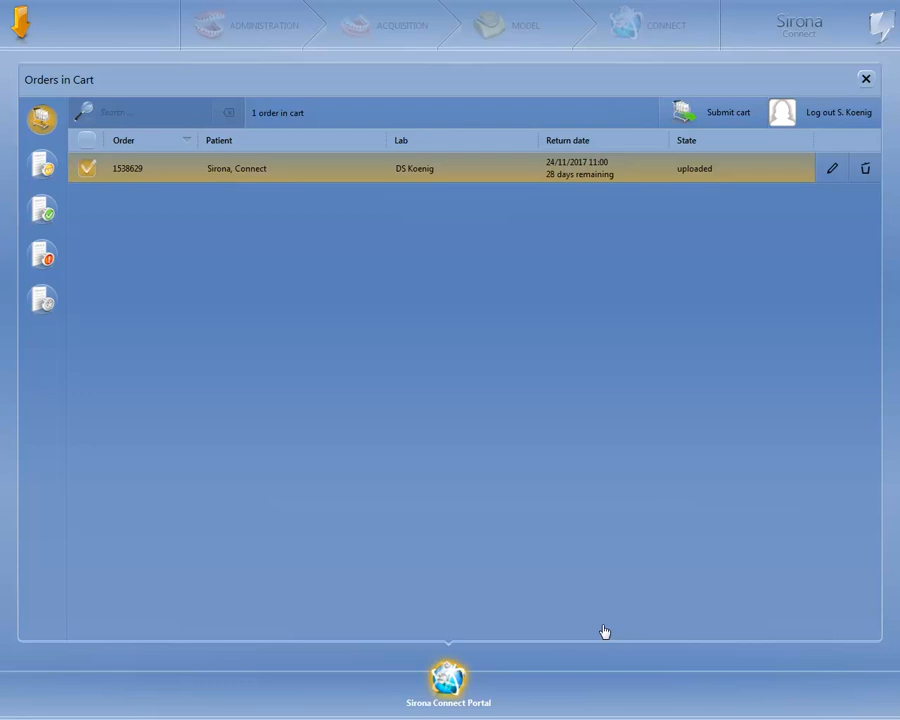 ADMINISTRATION
ACQUISITION
MODEL
CONNECT
Sirona
Connect
Orders in Cart
Search...
1 order in cart
Submit cart
Log out S. Koenig
Order
Patient
Lab
Return date
State
1538629
Sirona, Connect
DS Koenig
24/11/2017 11:00
28 days remaining
uploaded
Sirona Connect Portal